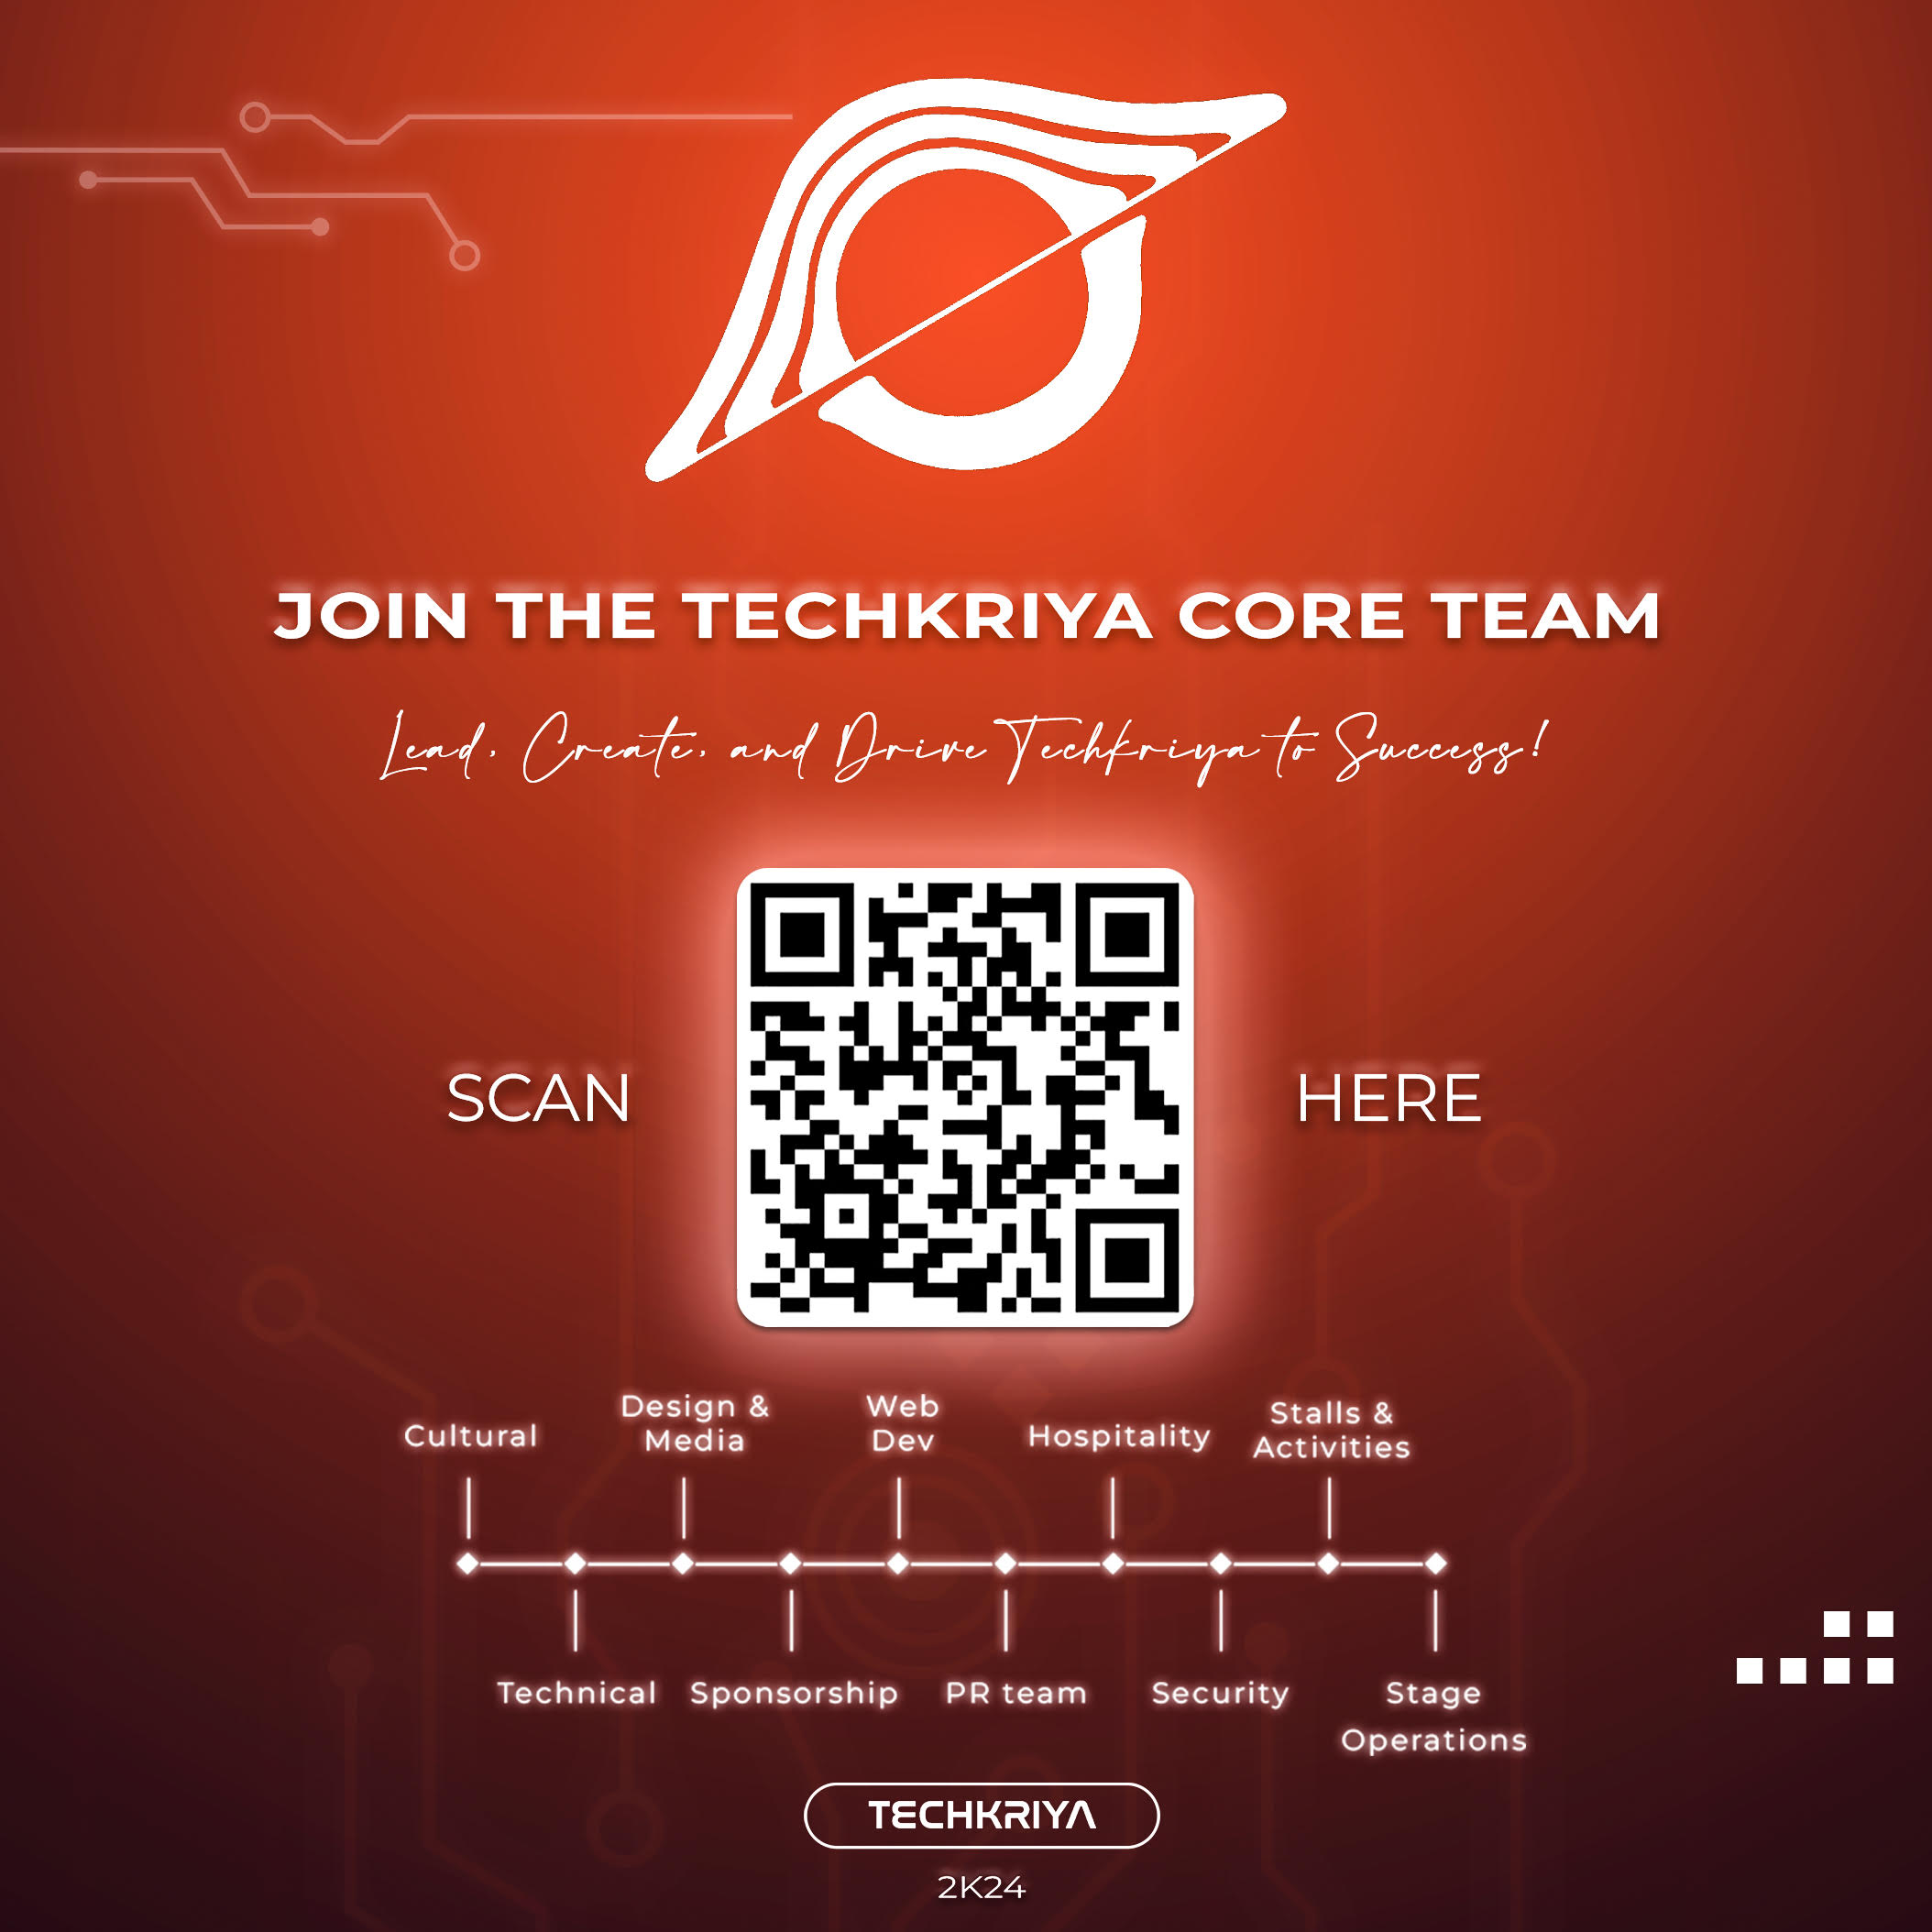 JOIN THE TECHKRIYA CORE TEAM
Lead, Create, and Drive Techkriya to Success!
SCAN
HERE
Cultural
Design &
Media
Web
Dev
Hospitality
Stalls &
Activities
Technical
Sponsorship
PR team
Security
Stage
Operations
TECHKRIYA
2K24